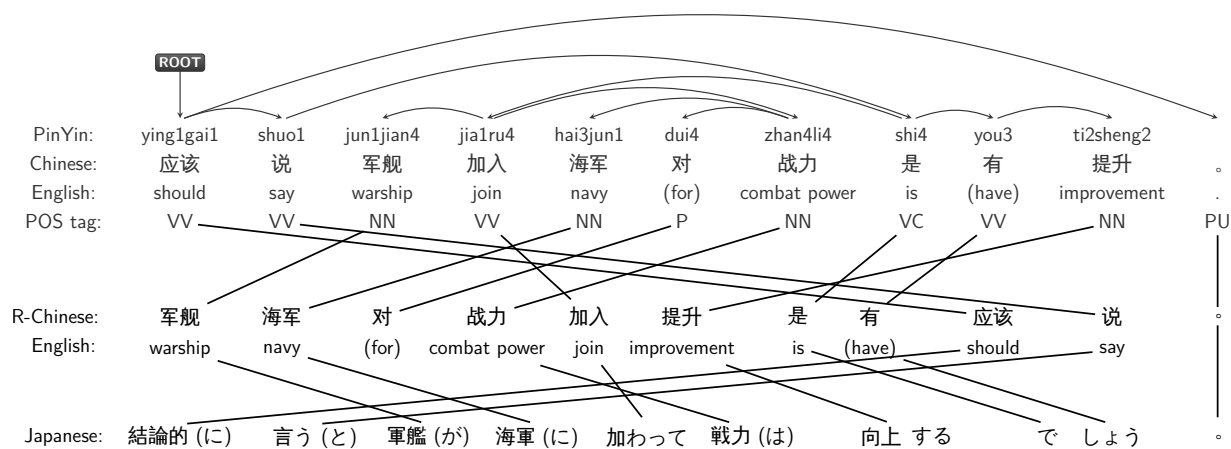 ROOT
PinYin: ying1gai1 shuo1 jun1jian4 jia1ru4 hai3jun1 dui4 zhan4li4 shi4 you3 ti2sheng2
Chinese: 应该 说 军舰 加入 海军 对 战力 是 有 提升 。
English: should say warship join navy (for) combat power is (have) improvement .
POS tag: VV VV NN VV NN P NN VC VV NN PU
R-Chinese: 军舰 海军 对 战力 加入 提升 是 有 应该 说 。
English: warship navy (for) combat power join improvement is (have) should say
Japanese: 結論的 (に) 言う (と) 軍艦 (が) 海軍 (に) 加わって 戦力 (は) 向上 する で しょう 。